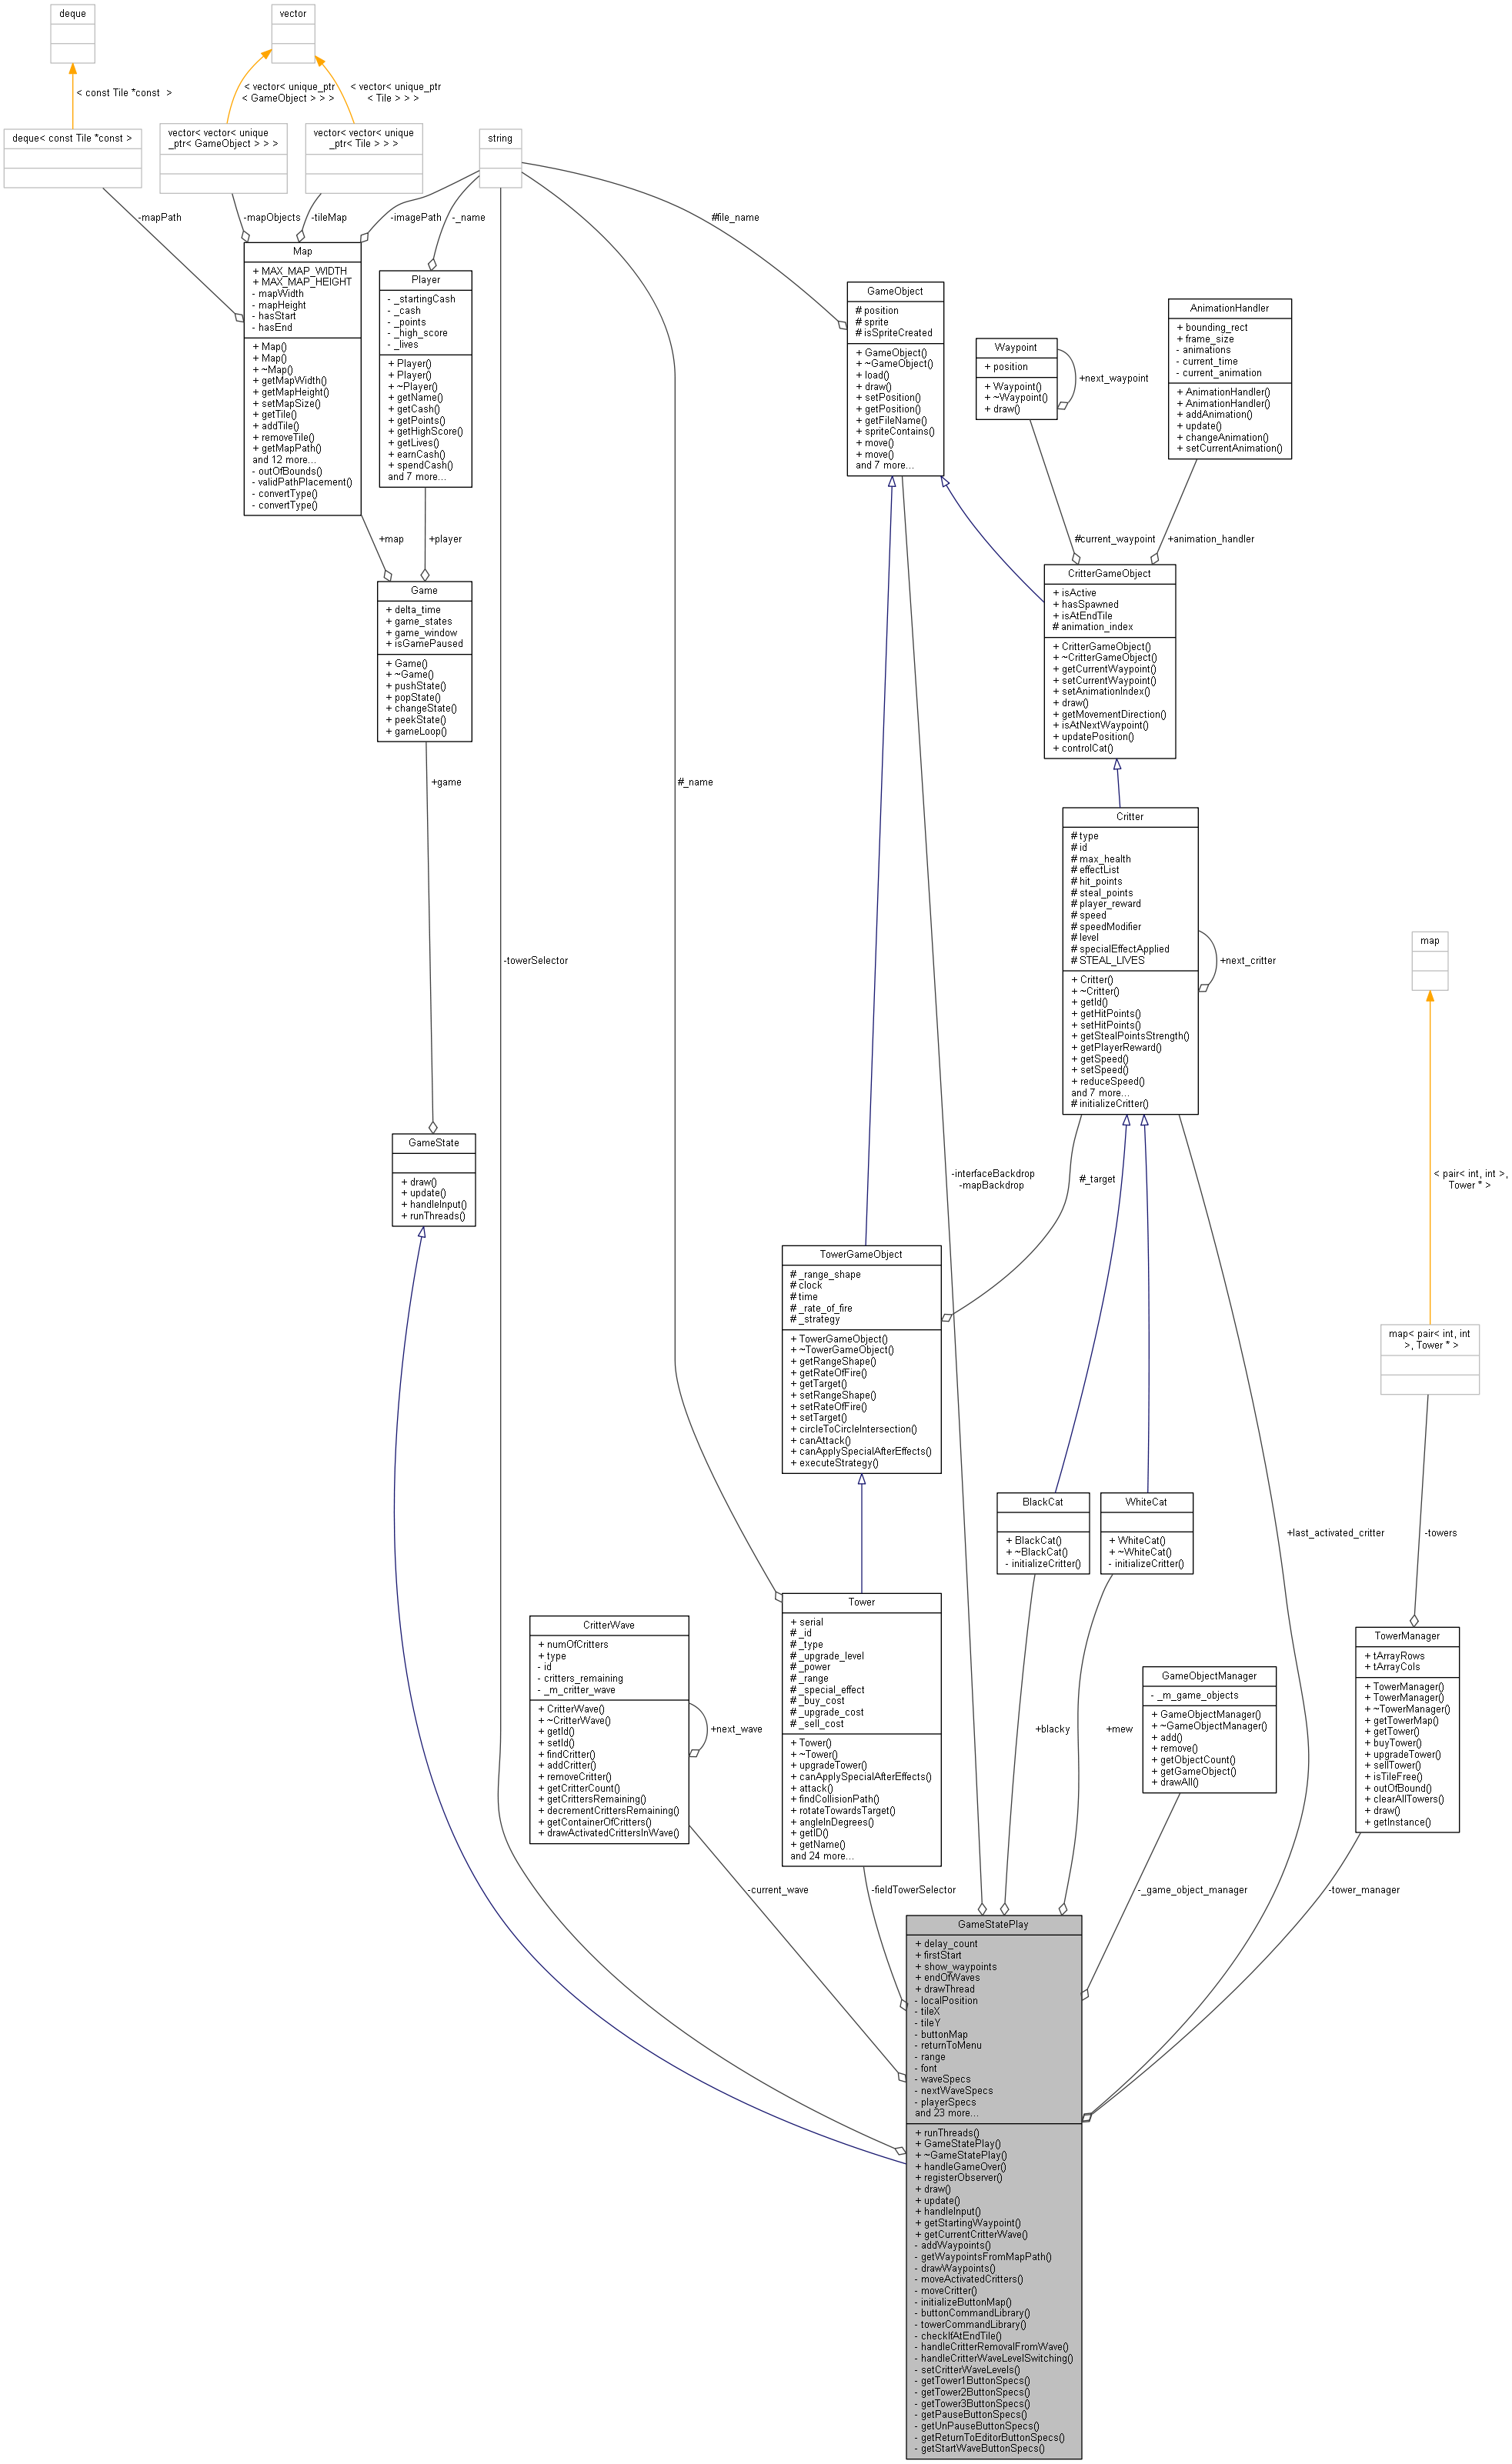 deque
vector
< const Tile *const  >
< vector< unique_ptr
< GameObject > > >
< vector< unique_ptr
< Tile > > >
deque< const Tile *const >
vector< vector< unique
_ptr< GameObject > > >
vector< vector< unique
_ptr< Tile > > >
string
-mapPath
-mapObjects
-tileMap
-imagePath
-_name
#file_name
Map
+ MAX_MAP_WIDTH
+ MAX_MAP_HEIGHT
- mapWidth
- mapHeight
- hasStart
- hasEnd
+ Map()
+ Map()
+ ~Map()
+ getMapWidth()
+ getMapHeight()
+ setMapSize()
+ getTile()
+ addTile()
+ removeTile()
+ getMapPath()
and 12 more...
- outOfBounds()
- validPathPlacement()
- convertType()
- convertType()
Player
- _startingCash
- _cash
- _points
- _high_score
- _lives
+ Player()
+ Player()
+ ~Player()
+ getName()
+ getCash()
+ getPoints()
+ getHighScore()
+ getLives()
+ earnCash()
+ spendCash()
and 7 more...
GameObject
# position
# sprite
# isSpriteCreated
+ GameObject()
+ ~GameObject()
+ load()
+ draw()
+ setPosition()
+ getPosition()
+ getFileName()
+ spriteContains()
+ move()
+ move()
and 7 more...
Waypoint
+ position
+ Waypoint()
+ ~Waypoint()
+ draw()
+next_waypoint
AnimationHandler
+ bounding_rect
+ frame_size
- animations
- current_time
- current_animation
+ AnimationHandler()
+ AnimationHandler()
+ addAnimation()
+ update()
+ changeAnimation()
+ setCurrentAnimation()
+map
+player
#current_waypoint
+animation_handler
Game
+ delta_time
+ game_states
+ game_window
+ isGamePaused
+ Game()
+ ~Game()
+ pushState()
+ popState()
+ changeState()
+ peekState()
+ gameLoop()
CritterGameObject
+ isActive
+ hasSpawned
+ isAtEndTile
# animation_index
+ CritterGameObject()
+ ~CritterGameObject()
+ getCurrentWaypoint()
+ setCurrentWaypoint()
+ setAnimationIndex()
+ draw()
+ getMovementDirection()
+ isAtNextWaypoint()
+ updatePosition()
+ controlCat()
+game
#_name
Critter
# type
# id
# max_health
# effectList
# hit_points
# steal_points
# player_reward
# speed
# speedModifier
# level
# specialEffectApplied
# STEAL_LIVES
+ Critter()
+ ~Critter()
+ getId()
+ getHitPoints()
+ setHitPoints()
+ getStealPointsStrength()
+ getPlayerReward()
+ getSpeed()
+ setSpeed()
+ reduceSpeed()
and 7 more...
# initializeCritter()
+next_critter
-towerSelector
map
< pair< int, int >,
Tower * >
GameState
+ draw()
+ update()
+ handleInput()
+ runThreads()
-interfaceBackdrop
-mapBackdrop
#_target
TowerGameObject
# _range_shape
# clock
# time
# _rate_of_fire
# _strategy
+ TowerGameObject()
+ ~TowerGameObject()
+ getRangeShape()
+ getRateOfFire()
+ getTarget()
+ setRangeShape()
+ setRateOfFire()
+ setTarget()
+ circleToCircleIntersection()
+ canAttack()
+ canApplySpecialAfterEffects()
+ executeStrategy()
map< pair< int, int
>, Tower * >
BlackCat
+ BlackCat()
+ ~BlackCat()
- initializeCritter()
WhiteCat
+ WhiteCat()
+ ~WhiteCat()
- initializeCritter()
+last_activated_critter
-towers
CritterWave
+ numOfCritters
+ type
- id
- critters_remaining
- _m_critter_wave
+ CritterWave()
+ ~CritterWave()
+ getId()
+ setId()
+ findCritter()
+ addCritter()
+ removeCritter()
+ getCritterCount()
+ getCrittersRemaining()
+ decrementCrittersRemaining()
+ getContainerOfCritters()
+ drawActivatedCrittersInWave()
+next_wave
Tower
+ serial
# _id
# _type
# _upgrade_level
# _power
# _range
# _special_effect
# _buy_cost
# _upgrade_cost
# _sell_cost
+ Tower()
+ ~Tower()
+ upgradeTower()
+ canApplySpecialAfterEffects()
+ attack()
+ findCollisionPath()
+ rotateTowardsTarget()
+ angleInDegrees()
+ getID()
+ getName()
and 24 more...
+blacky
+mew
GameObjectManager
- _m_game_objects
+ GameObjectManager()
+ ~GameObjectManager()
+ add()
+ remove()
+ getObjectCount()
+ getGameObject()
+ drawAll()
TowerManager
+ tArrayRows
+ tArrayCols
+ TowerManager()
+ TowerManager()
+ ~TowerManager()
+ getTowerMap()
+ getTower()
+ buyTower()
+ upgradeTower()
+ sellTower()
+ isTileFree()
+ outOfBound()
+ clearAllTowers()
+ draw()
+ getInstance()
-current_wave
-fieldTowerSelector
-_game_object_manager
-tower_manager
GameStatePlay
+ delay_count
+ firstStart
+ show_waypoints
+ endOfWaves
+ drawThread
- localPosition
- tileX
- tileY
- buttonMap
- returnToMenu
- range
- font
- waveSpecs
- nextWaveSpecs
- playerSpecs
and 23 more...
+ runThreads()
+ GameStatePlay()
+ ~GameStatePlay()
+ handleGameOver()
+ registerObserver()
+ draw()
+ update()
+ handleInput()
+ getStartingWaypoint()
+ getCurrentCritterWave()
- addWaypoints()
- getWaypointsFromMapPath()
- drawWaypoints()
- moveActivatedCritters()
- moveCritter()
- initializeButtonMap()
- buttonCommandLibrary()
- towerCommandLibrary()
- checkIfAtEndTile()
- handleCritterRemovalFromWave()
- handleCritterWaveLevelSwitching()
- setCritterWaveLevels()
- getTower1ButtonSpecs()
- getTower2ButtonSpecs()
- getTower3ButtonSpecs()
- getPauseButtonSpecs()
- getUnPauseButtonSpecs()
- getReturnToEditorButtonSpecs()
- getStartWaveButtonSpecs()